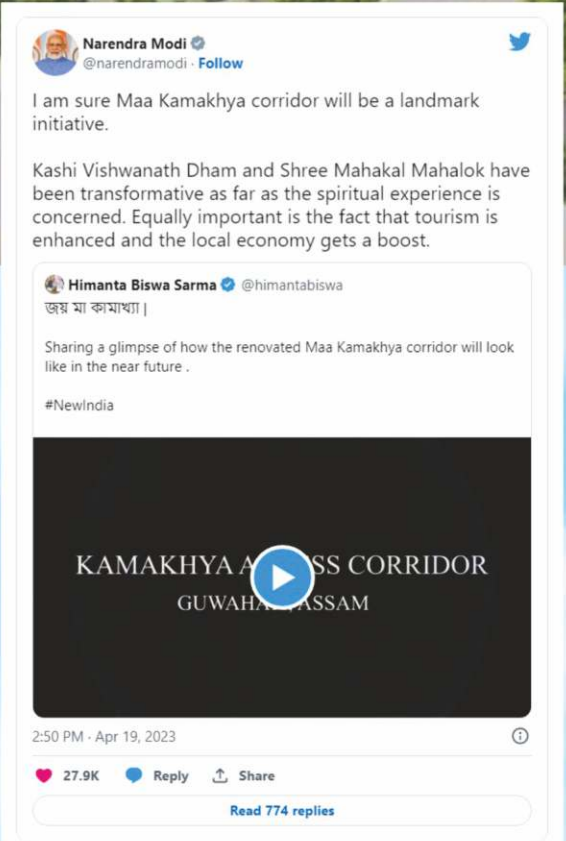 Narendra Modi
@narendramodi · Follow
I am sure Maa Kamakhya corridor will be a landmark
initiative.
Kashi Vishwanath Dham and Shree Mahakal Mahalok have
been transformative as far as the spiritual experience is
concerned. Equally important is the fact that tourism is
enhanced and the local economy gets a boost.
Himanta Biswa Sarma @himantabiswa
জয় মা কামাখ্যা |
Sharing a glimpse of how the renovated Maa Kamakhya corridor will look
like in the near future .
#NewIndia
KAMAKHYA CORRIDOR
ASSAM
2:50 PM · Apr 19, 2023
27.9K Reply Share
Read 774 replies